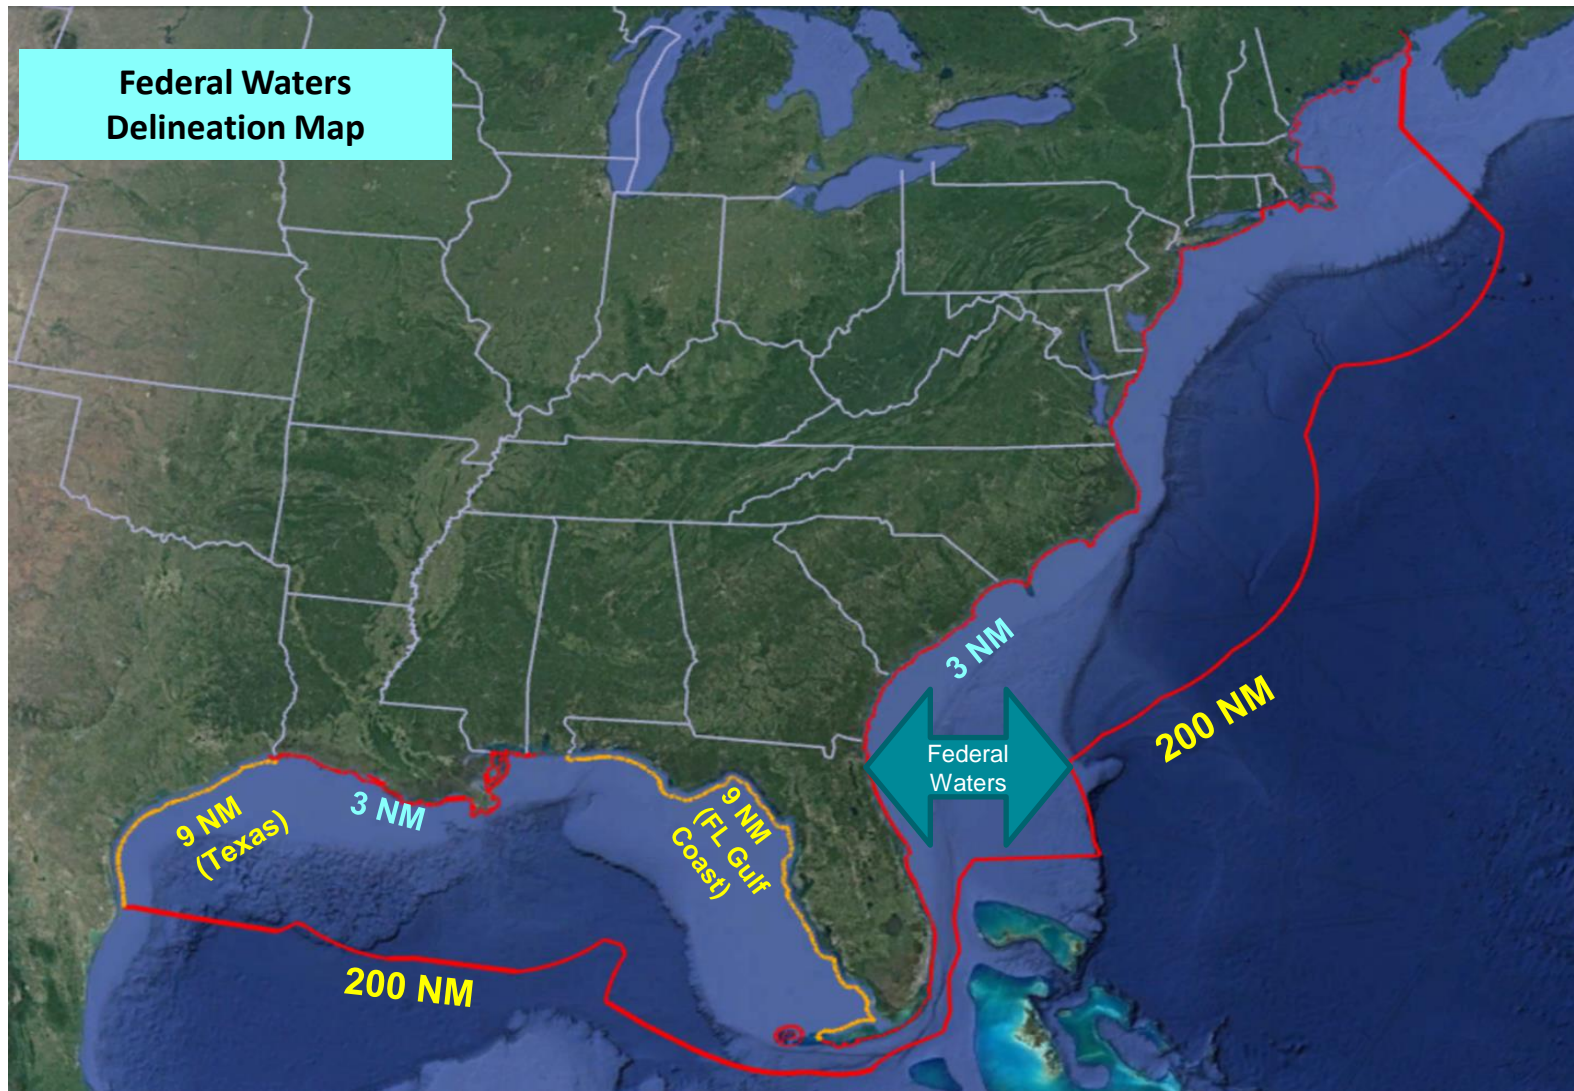 Federal Waters
Delineation Map
3 NM
200 NM
Federal
Waters
9 NM
(Texas)
3 NM
9 NM
(FL Gulf
Coast)
200 NM